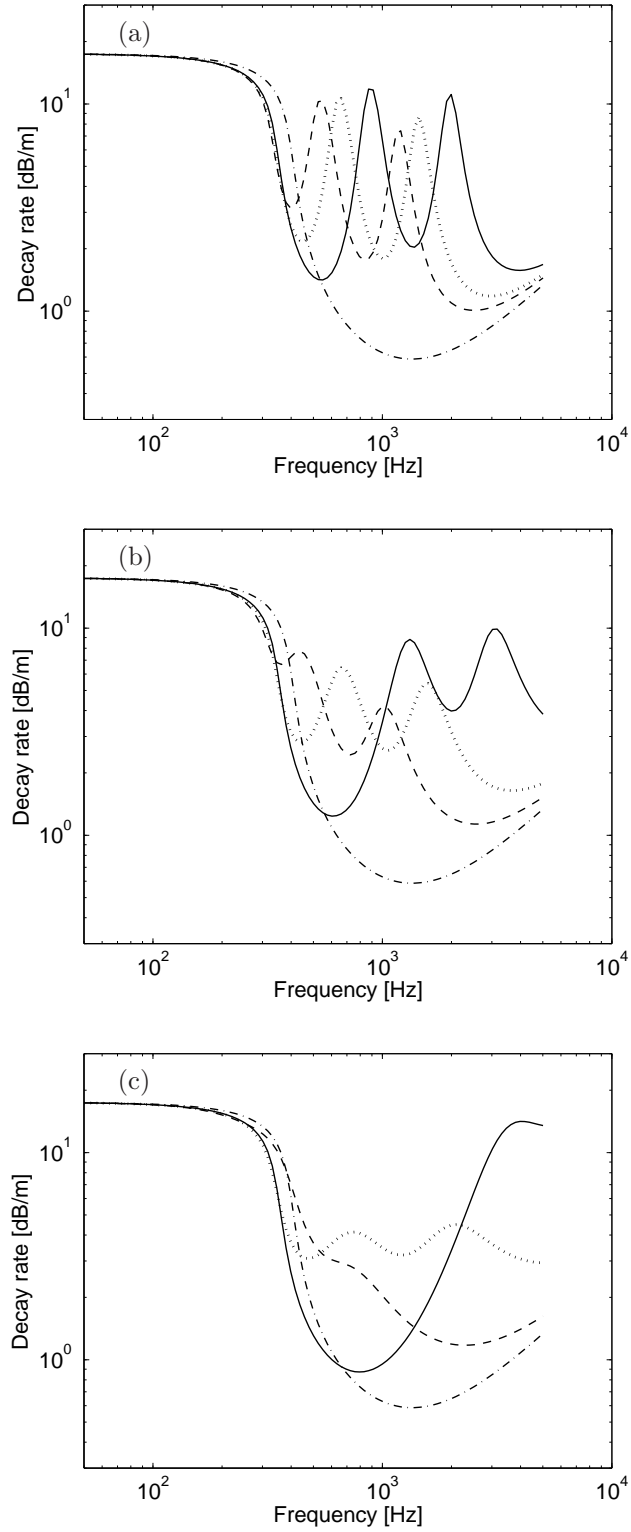 (a)
Decay rate [dB/m]
10^1
10^0
10^2
10^3
10^4
Frequency [Hz]
(b)
Decay rate [dB/m]
10^1
10^0
10^2
10^3
10^4
Frequency [Hz]
(c)
Decay rate [dB/m]
10^1
10^0
10^2
10^3
10^4
Frequency [Hz]